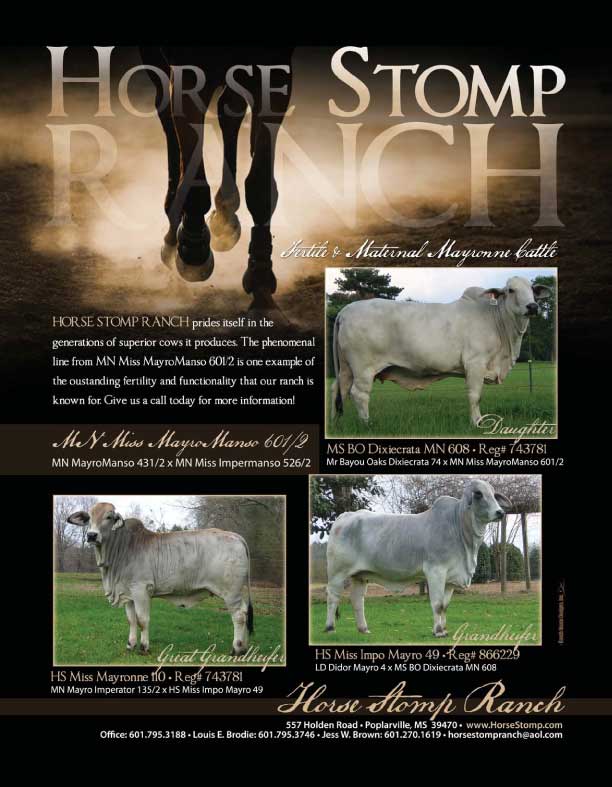 HORSE STOMP
RANCH
Fertile & Maternal Mayronne Cattle
HORSE STOMP RANCH prides itself in the
generations of superior cows it produces. The phenomenal
line from MN Miss MayroManso 601/2 is one example of
the oustanding fertility and functionality that our ranch is
known for. Give us a call today for more information!
MN Miss MayroManso 601/2
MN MayroManso 431/2 x MN Miss Impermanso 526/2
Daughter
MS BO Dixiecrata MN 608 • Reg# 743781
Mr Bayou Oaks Dixiecrata 74 x MN Miss MayroManso 601/2
Great Grandheifer
HS Miss Mayronne 110 • Reg# 743781
MN Mayro Imperator 135/2 x HS Miss Impo Mayro 49
Grandheifer
HS Miss Impo Mayro 49 • Reg# 866229
LD Didor Mayro 4 x MS BO Dixiecrata MN 608
Horse Stomp Ranch
557 Holden Road • Poplarville, MS 39470 • www.HorseStomp.com
Office: 601.795.3188 • Louis E. Brodie: 601.795.3746 • Jess W. Brown: 601.270.1619 • horsestompranch@aol.com